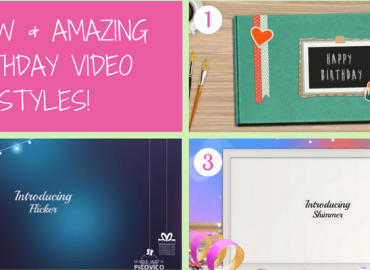 W & AMAZING
THDAY VIDEO
STYLES!
1
HAPPY
BIRTHDAY
Introducing
Flicker
PICOVICO
3
Introducing
Shimmer